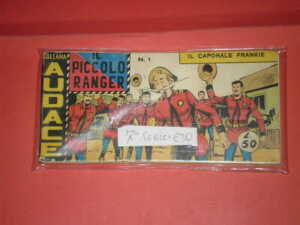 COLLANA
AUDACE
IL
PICCOLO
RANGER
N. 1
IL CAPORALE FRANKIE
50